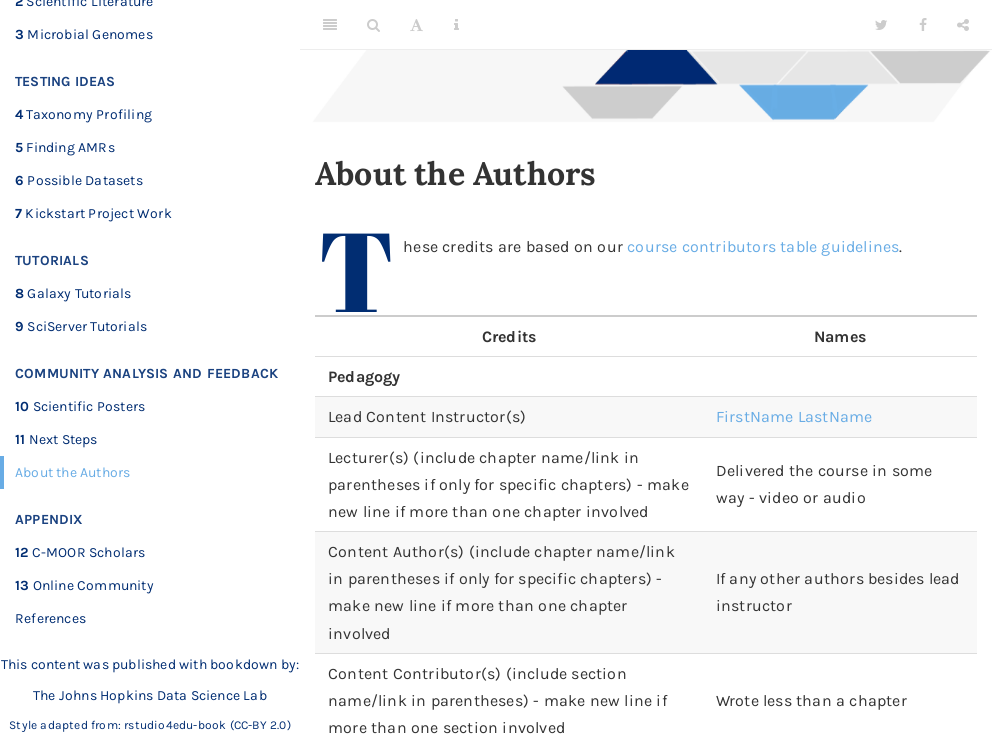 2 Scientific Literature
3 Microbial Genomes
TESTING IDEAS
4 Taxonomy Profiling
5 Finding AMRs
6 Possible Datasets
7 Kickstart Project Work
TUTORIALS
8 Galaxy Tutorials
9 SciServer Tutorials
COMMUNITY ANALYSIS AND FEEDBACK
10 Scientific Posters
11 Next Steps
About the Authors
APPENDIX
12 C-MOOR Scholars
13 Online Community
References
This content was published with bookdown by:
The Johns Hopkins Data Science Lab
Style adapted from: rstudio4edu-book (CC-BY 2.0)
About the Authors
These credits are based on our course contributors table guidelines.
Credits Names
Pedagogy
Lead Content Instructor(s) FirstName LastName
Lecturer(s) (include chapter name/link in
parentheses if only for specific chapters) - make
new line if more than one chapter involved
Delivered the course in some
way - video or audio
Content Author(s) (include chapter name/link
in parentheses if only for specific chapters) -
make new line if more than one chapter
involved
If any other authors besides lead
instructor
Content Contributor(s) (include section
name/link in parentheses) - make new line if
more than one section involved
Wrote less than a chapter